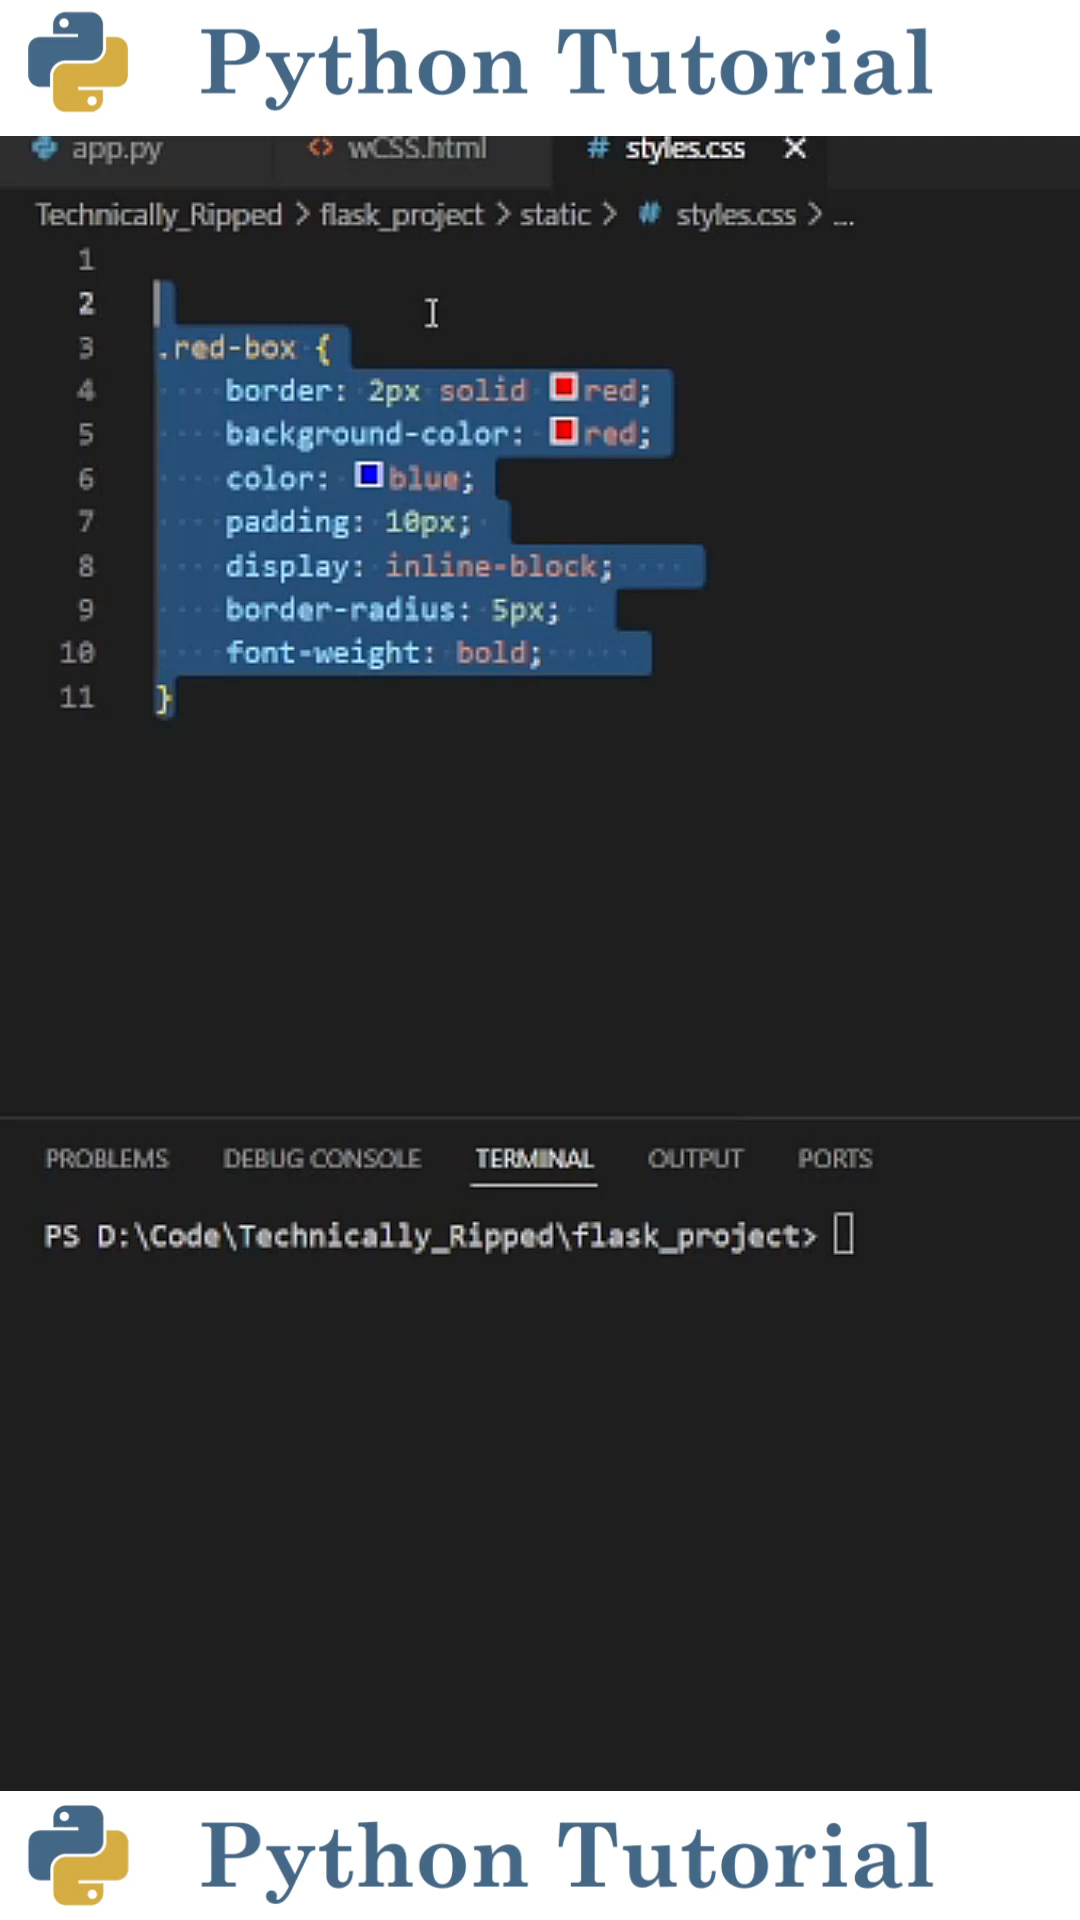 Python Tutorial
app.py <> wCSS.html # styles.css ×
Technically_Ripped > flask_project > static > # styles.css > ...
1
2
3 .red-box {
4 border: 2px solid red;
5 background-color: red;
6 color: blue;
7 padding: 10px;
8 display: inline-block;
9 border-radius: 5px;
10 font-weight: bold;
11 }
PROBLEMS DEBUG CONSOLE TERMINAL OUTPUT PORTS
PS D:\Code\Technically_Ripped\flask_project>
Python Tutorial